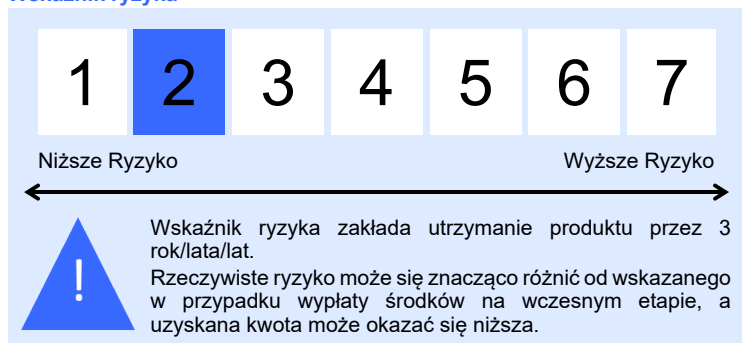 Wskaźnik ryzyka
1 2 3 4 5 6 7
Niższe Ryzyko Wyższe Ryzyko
Wskaźnik ryzyka zakłada utrzymanie produktu przez 3
rok/lata/lat.
!
Rzeczywiste ryzyko może się znacząco różnić od wskazanego
w przypadku wypłaty środków na wczesnym etapie, a
uzyskana kwota może okazać się niższa.